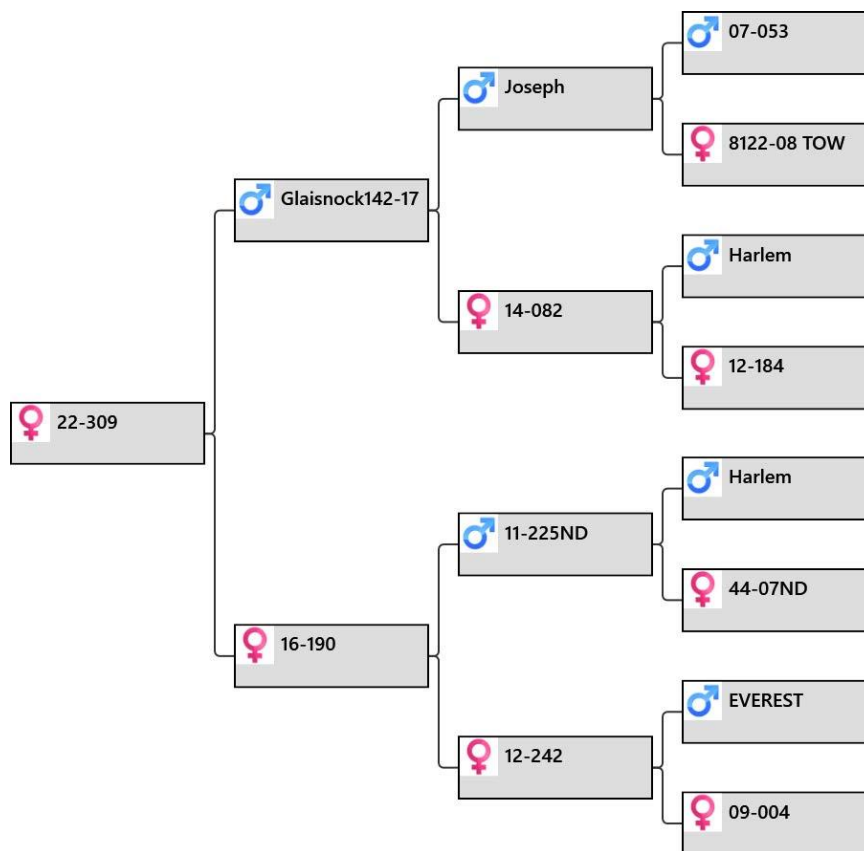 07-053
Joseph
8122-08 TOW
Glaisnock142-17
Harlem
14-082
12-184
22-309
Harlem
11-225ND
44-07ND
16-190
EVEREST
12-242
09-004